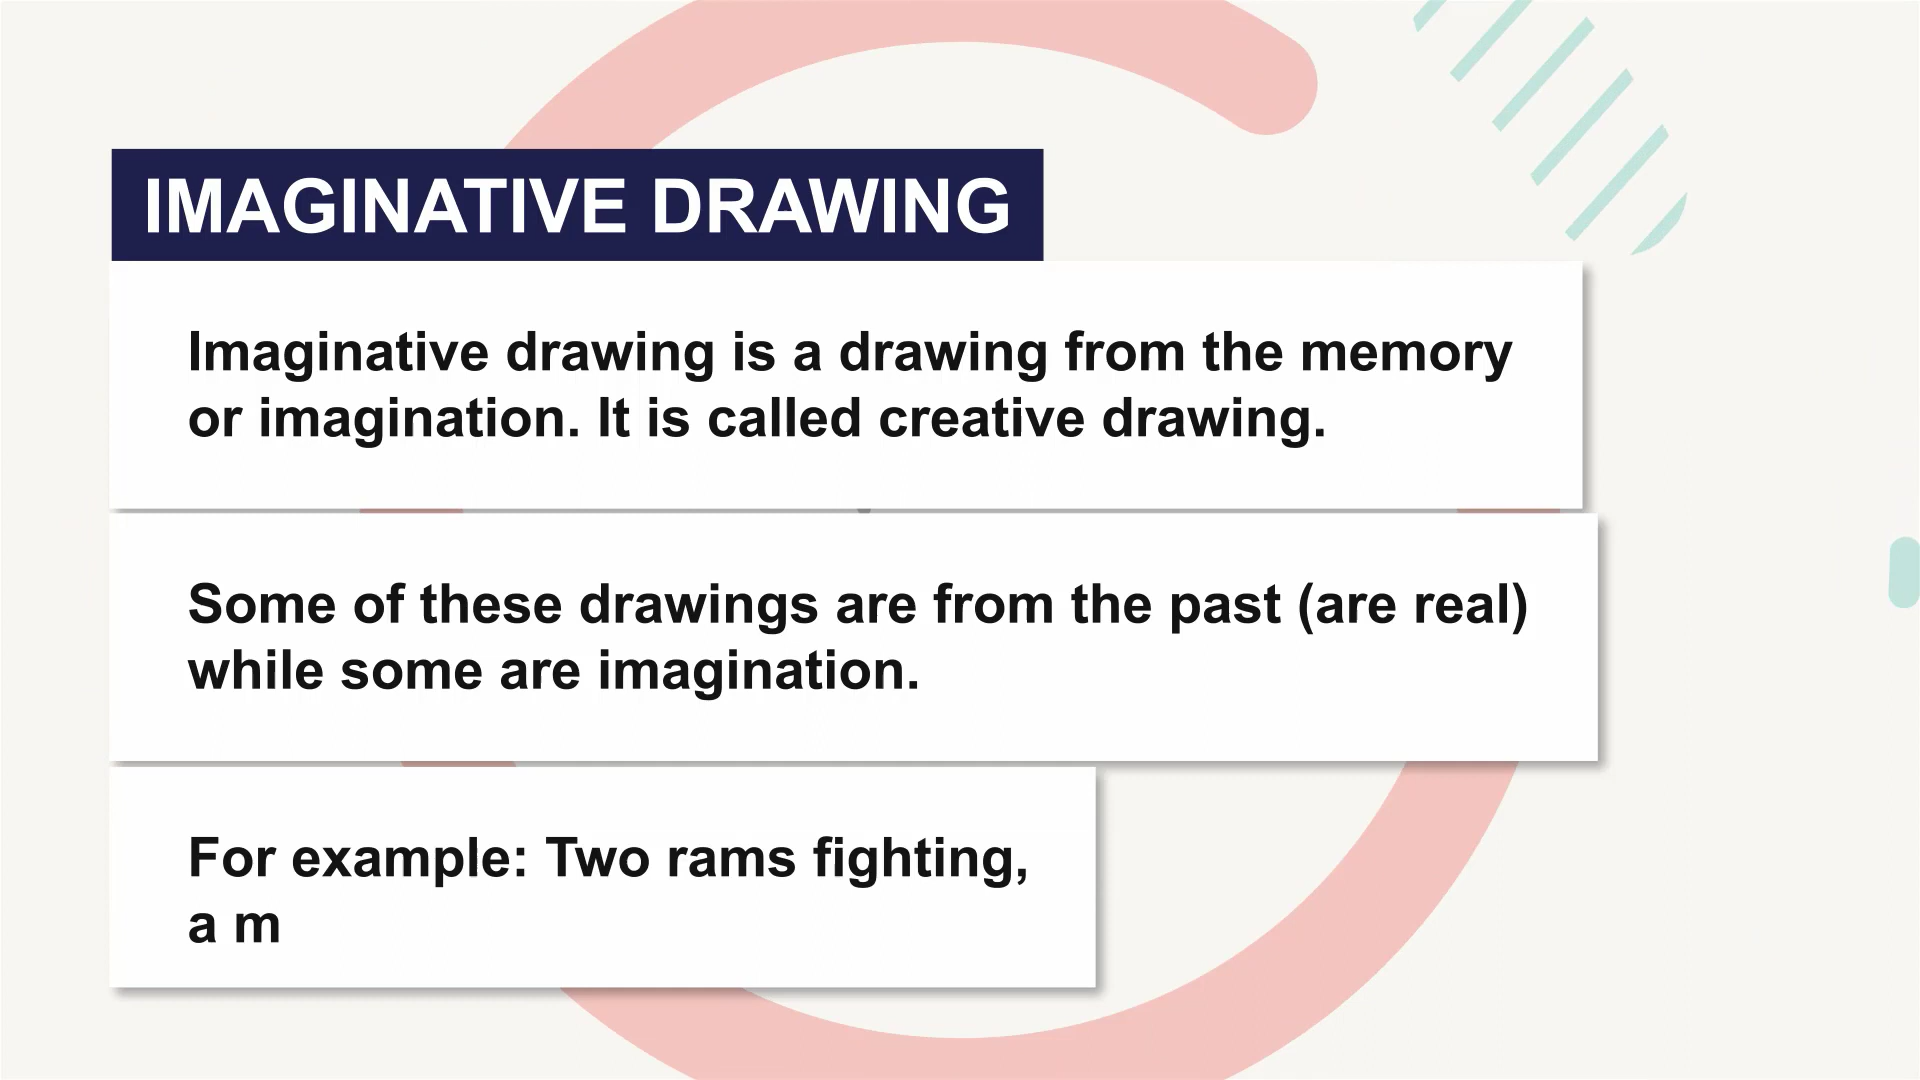 IMAGINATIVE DRAWING
Imaginative drawing is a drawing from the memory
or imagination. It is called creative drawing.
Some of these drawings are from the past (are real)
while some are imagination.
For example: Two rams fighting,
a m